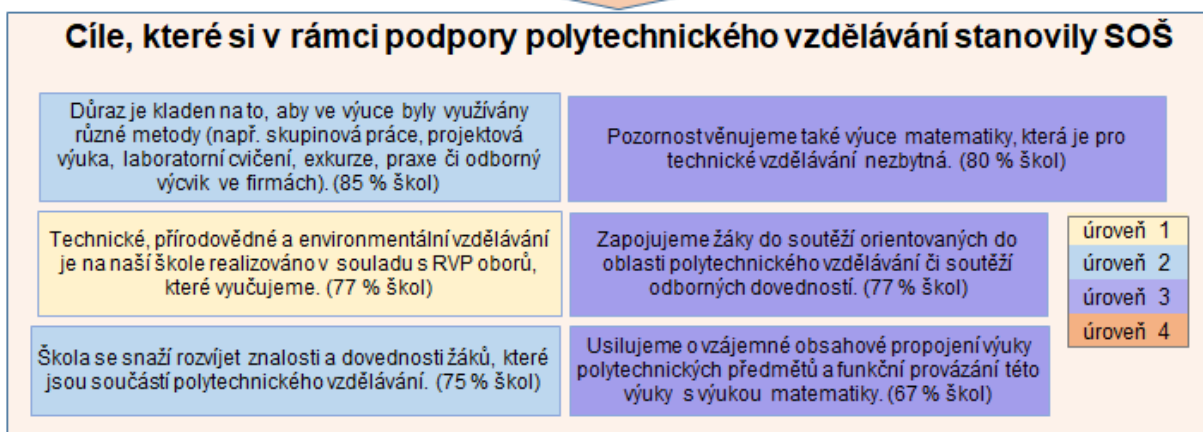 Cíle, které si v rámci podpory polytechnického vzdělávání stanovily SOŠ
Důraz je kladen na to, aby ve výuce byly využívány
různé metody (např. skupinová práce, projektová
výuka, laboratorní cvičení, exkurze, praxe či odborný
výcvik ve firmách). (85 % škol)
Pozornost věnujeme také výuce matematiky, která je pro
technické vzdělávání nezbytná. (80 % škol)
Technické, přírodovědné a environmentální vzdělávání
je na naší škole realizováno v souladu s RVP oborů,
které vyučujeme. (77 % škol)
Zapojujeme žáky do soutěží orientovaných do
oblasti polytechnického vzdělávání či soutěží
odborných dovedností. (77 % škol)
Škola se snaží rozvíjet znalosti a dovednosti žáků, které
jsou součástí polytechnického vzdělávání. (75 % škol)
Usilujeme o vzájemné obsahové propojení výuky
polytechnických předmětů a funkční provázání této
výuky s výukou matematiky. (67 % škol)
úroveň 1
úroveň 2
úroveň 3
úroveň 4